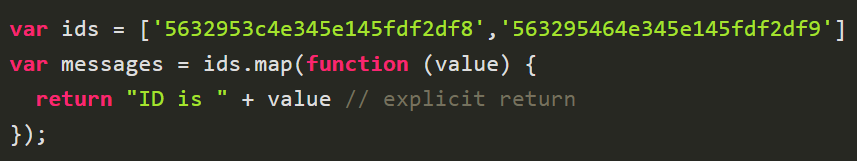 var ids = ['5632953c4e345e145fdf2df8','563295464e345e145fdf2df9']
var messages = ids.map(function (value) {
  return "ID is " + value // explicit return
});